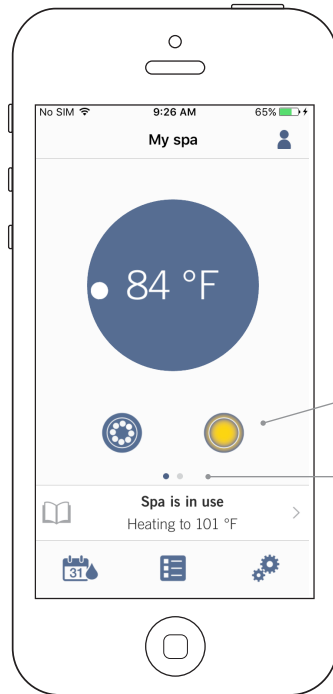 No SIM 9:26 AM 65%
My spa
84 °F
Spa is in use
Heating to 101 °F
31